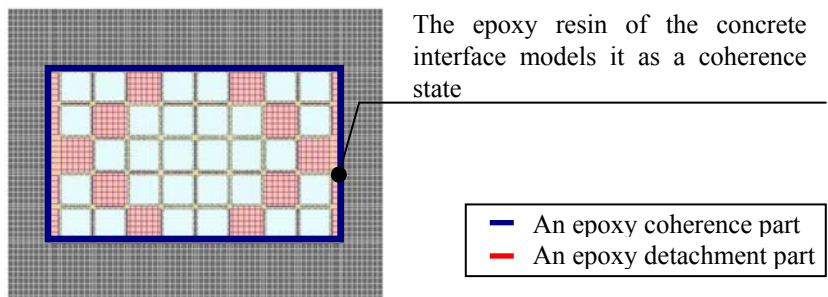 The epoxy resin of the concrete
interface models it as a coherence
state
An epoxy coherence part
An epoxy detachment part